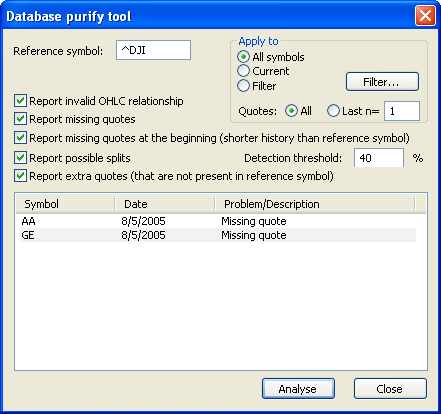 Database purify tool
Reference symbol: ^DJI
Apply to
All symbols
Current
Filter
Filter...
Quotes: All Last n= 1
Report invalid OHLC relationship
Report missing quotes
Report missing quotes at the beginning (shorter history than reference symbol)
Report possible splits Detection threshold: 40 %
Report extra quotes (that are not present in reference symbol)
Symbol Date Problem/Description
AA 8/5/2005 Missing quote
GE 8/5/2005 Missing quote
Analyse Close